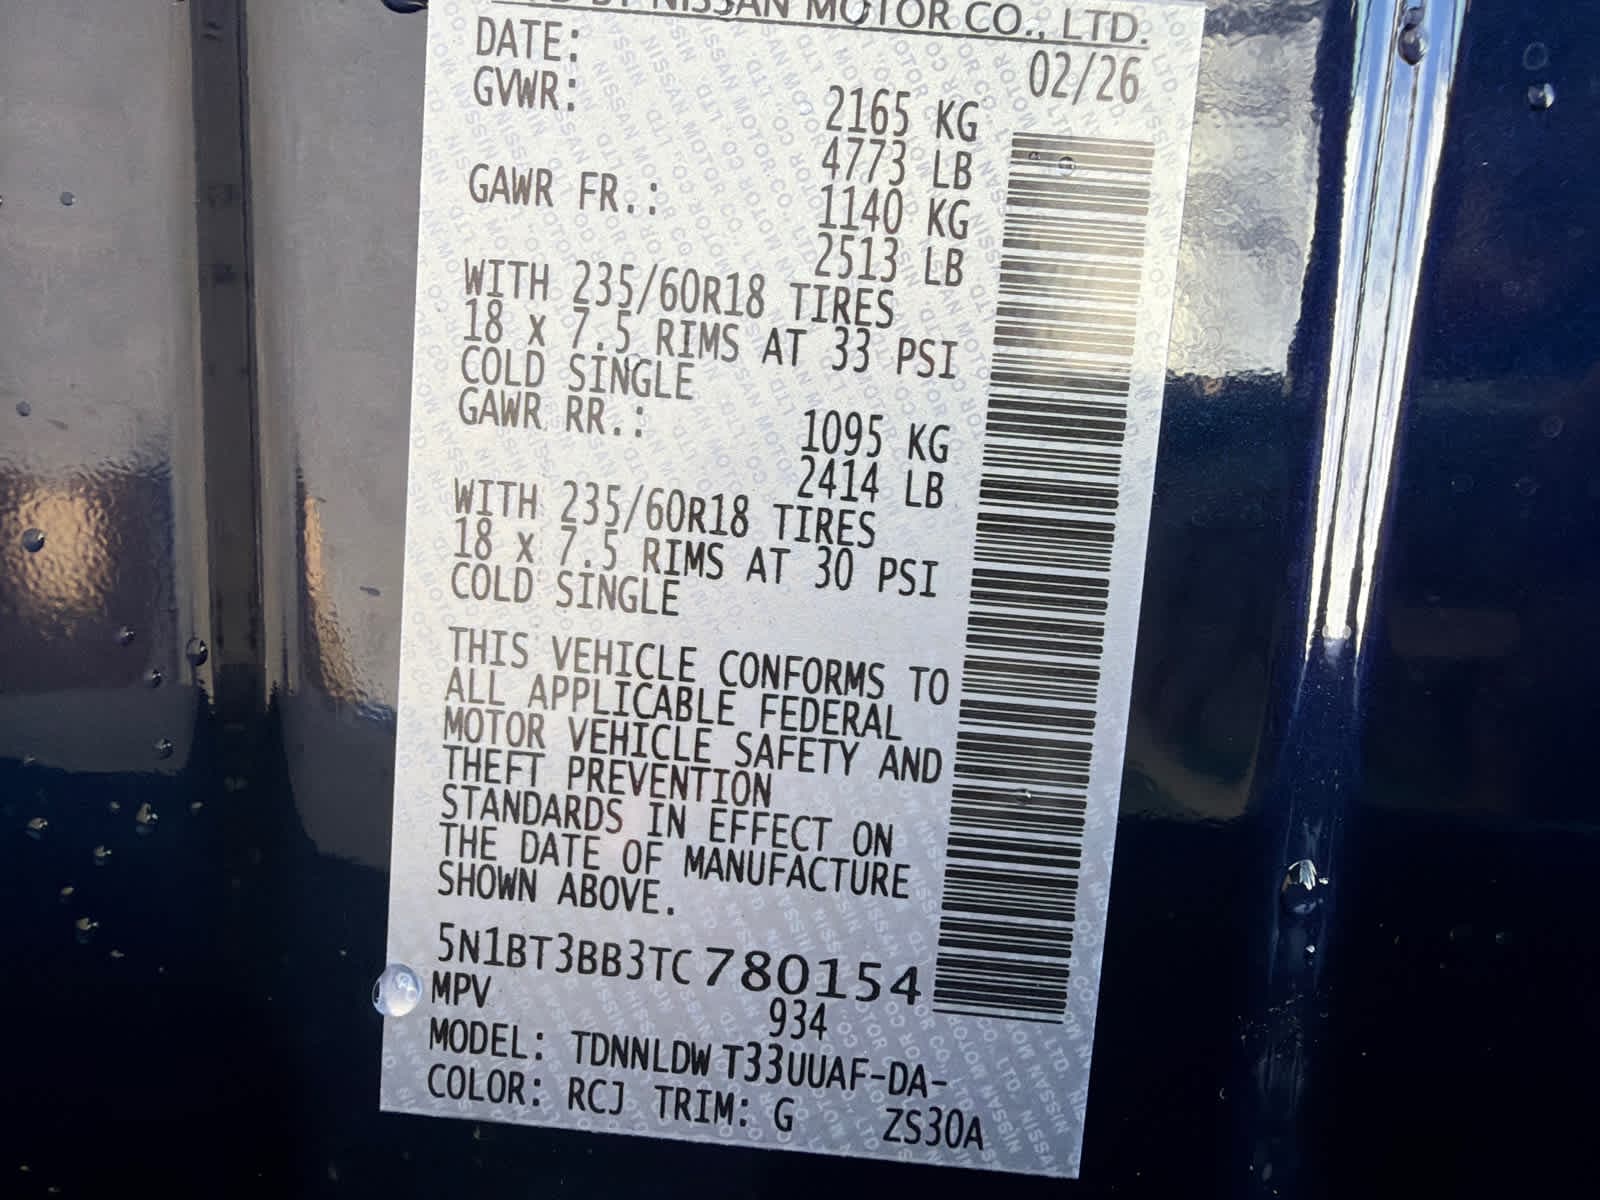 NISSAN MOTOR CO., LTD.
DATE: 02/26
GVWR: 2165 KG
4773 LB
GAWR FR.: 1140 KG
2513 LB
WITH 235/60R18 TIRES
18 x 7.5 RIMS AT 33 PSI
COLD SINGLE
GAWR RR.: 1095 KG
2414 LB
WITH 235/60R18 TIRES
18 x 7.5 RIMS AT 30 PSI
COLD SINGLE
THIS VEHICLE CONFORMS TO
ALL APPLICABLE FEDERAL
MOTOR VEHICLE SAFETY AND
THEFT PREVENTION
STANDARDS IN EFFECT ON
THE DATE OF MANUFACTURE
SHOWN ABOVE.
5N1BT3BB3TC780154
MPV 934
MODEL: TDNNLDW T33UUAF-DA-
COLOR: RCJ TRIM: G ZS30A